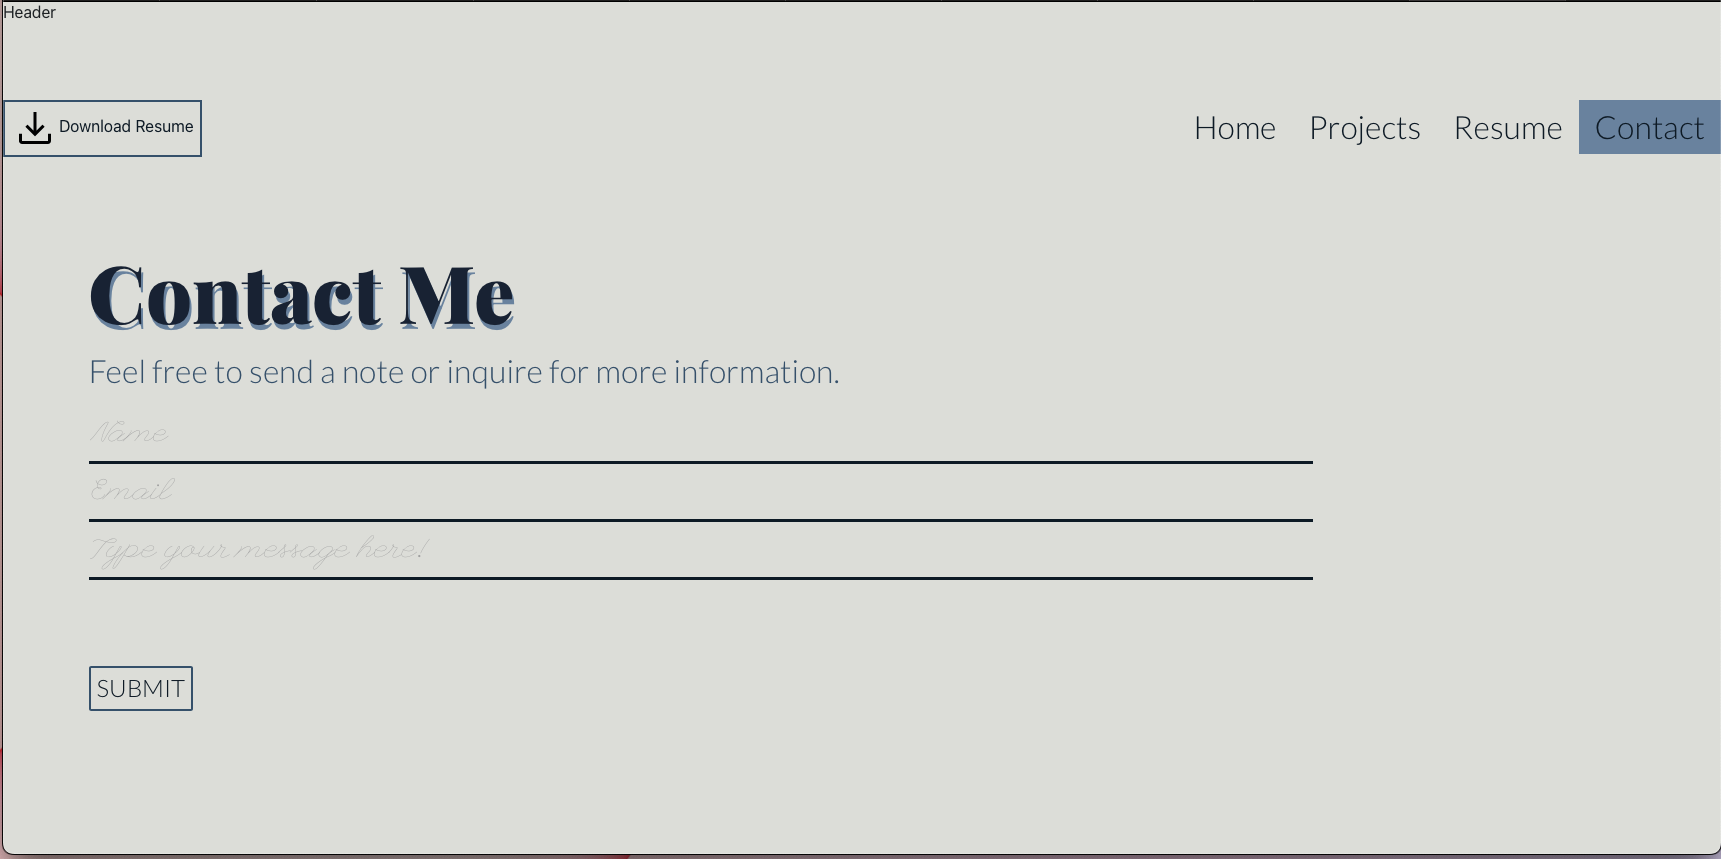 Header
Download Resume
Home Projects Resume Contact
Contact Me
Feel free to send a note or inquire for more information.
Name
Email
Type your message here!
SUBMIT